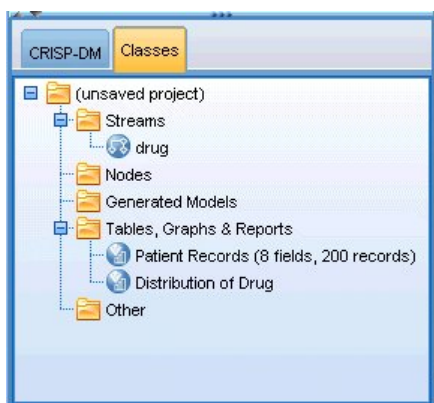 CRISP-DM Classes
(unsaved project)
Streams
drug
Nodes
Generated Models
Tables, Graphs & Reports
Patient Records (8 fields, 200 records)
Distribution of Drug
Other